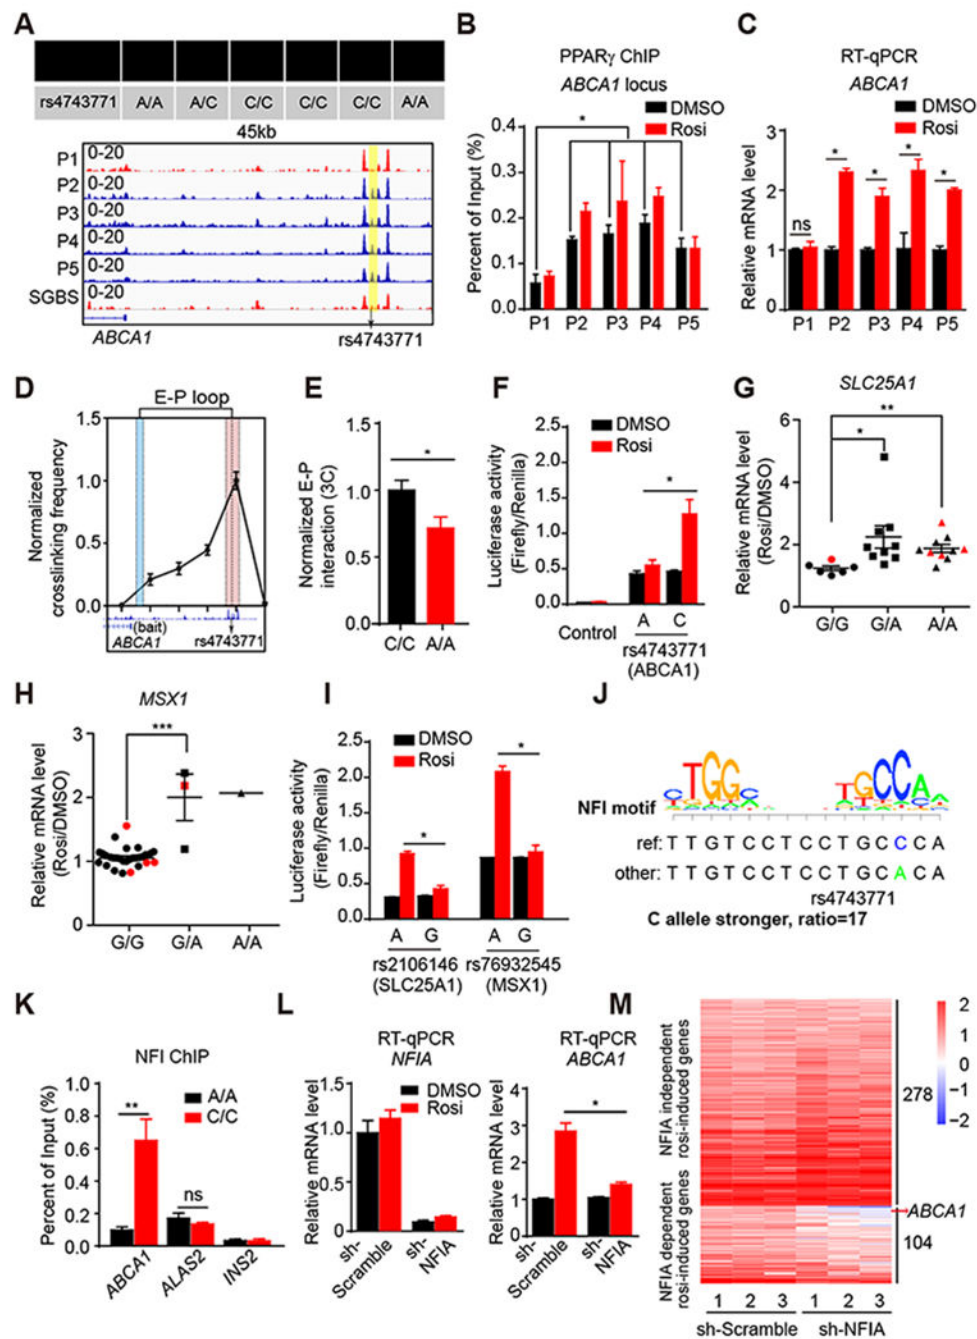 A
rs4743771 A/A A/C C/C C/C C/C A/A
45kb
P1 0-20
P2 0-20
P3 0-20
P4 0-20
P5 0-20
SGBS 0-20
ABCA1 rs4743771
B
PPARγ ChIP
ABCA1 locus
DMSO
Rosi
*
Percent of Input (%)
0.4
0.3
0.2
0.1
0.0
P1 P2 P3 P4 P5
C
RT-qPCR
ABCA1
DMSO
Rosi
Relative mRNA level
3
2
1
0
ns * * * *
P1 P2 P3 P4 P5
D
E-P loop
Normalized
crosslinking frequency
1.5
1.0
0.5
0.0
(bait)
ABCA1 rs4743771
E
Normalized E-P
interaction (3C)
1.5
1.0
0.5
0.0
*
C/C A/A
F
DMSO
Rosi
Luciferase activity
(Firefly/Renilla)
2.5
2.0
1.5
1.0
0.5
0.0
*
Control A C
rs4743771
(ABCA1)
G
SLC25A1
Relative mRNA level
(Rosi/DMSO)
6
4
2
0
**
*
G/G G/A A/A
H
MSX1
Relative mRNA level
(Rosi/DMSO)
3
2
1
0
***
G/G G/A A/A
I
DMSO
Rosi
Luciferase activity
(Firefly/Renilla)
2.5
2.0
1.5
1.0
0.5
0.0
* *
A G A G
rs2106146 rs76932545
(SLC25A1) (MSX1)
J
NFI motif
ref: T T G T C C T C C T G C C C A
other: T T G T C C T C C T G C A C A
rs4743771
C allele stronger, ratio=17
K
NFI ChIP
A/A
C/C
Percent of Input (%)
1.0
0.8
0.6
0.4
0.2
0.0
** ns
ABCA1 ALAS2 INS2
L
RT-qPCR
NFIA
DMSO
Rosi
Relative mRNA level
1.5
1.0
0.5
0.0
sh-Scramble sh-NFIA
RT-qPCR
ABCA1
Relative mRNA level
4
3
2
1
0
*
sh-Scramble sh-NFIA
M
NFIA independent
rosi-induced genes
NFIA dependent
rosi-induced genes
278
ABCA1
104
2
1
0
−1
−2
1 2 3 1 2 3
sh-Scramble sh-NFIA